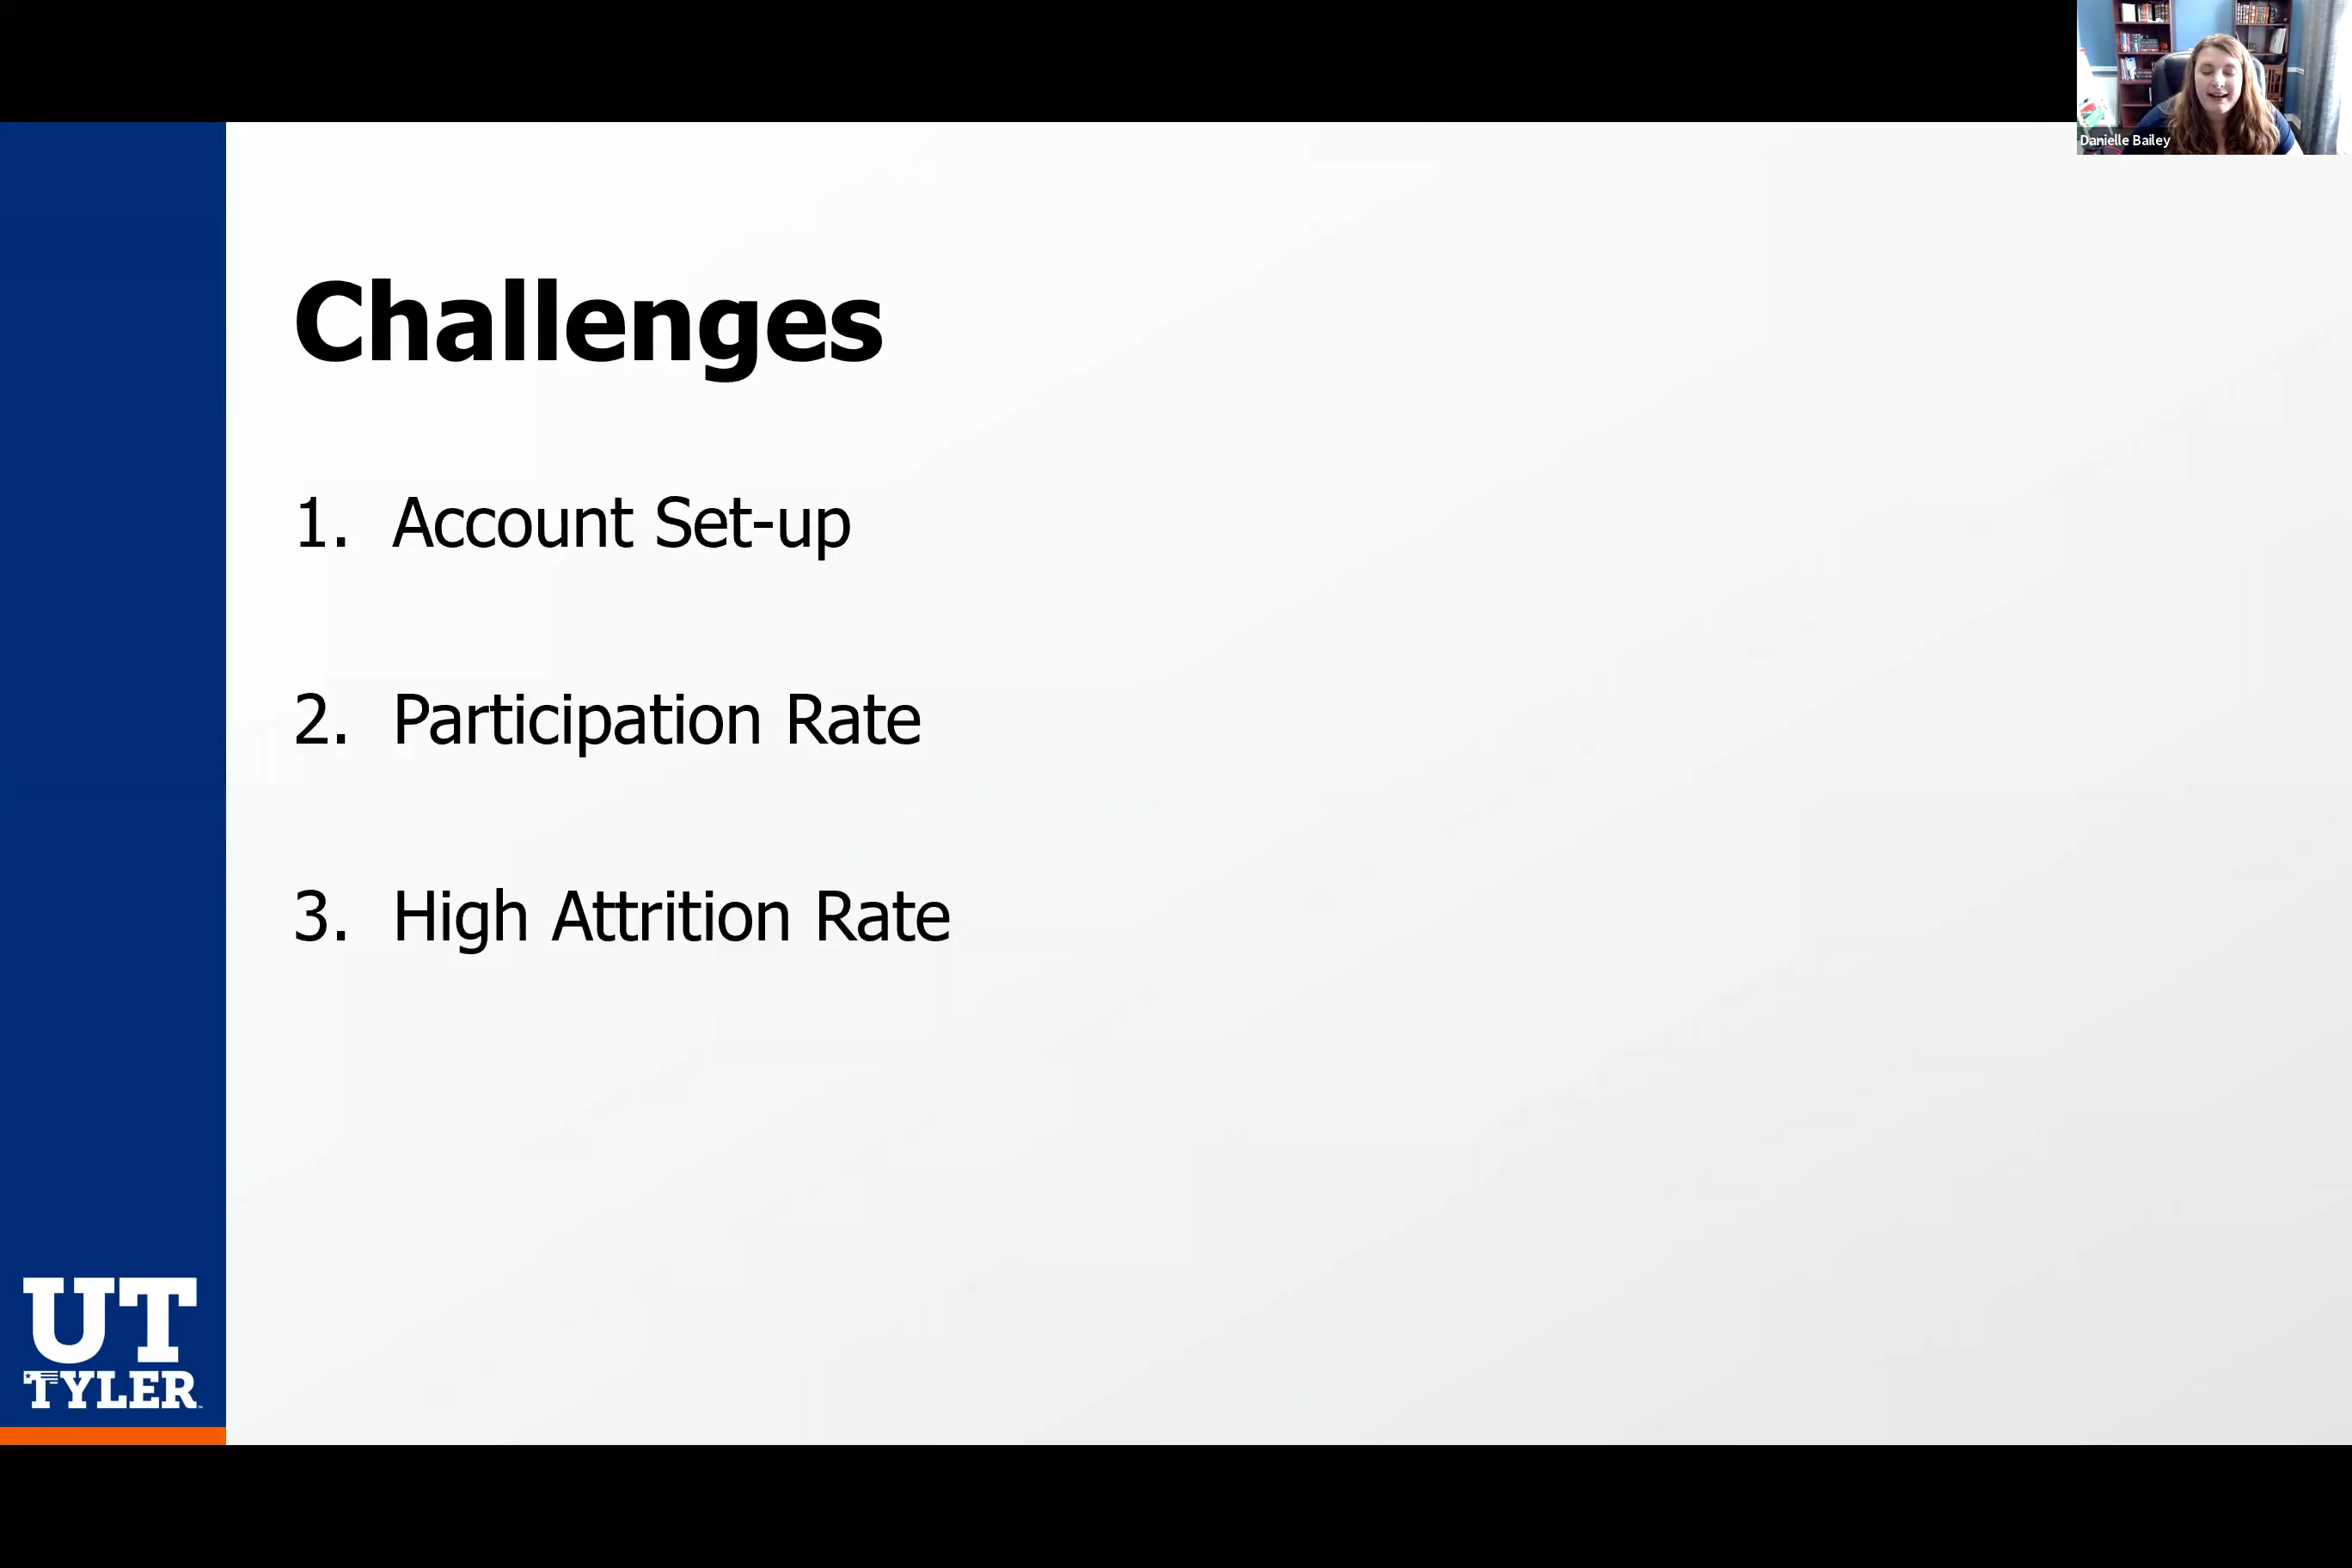 Danielle Bailey
Challenges
1. Account Set-up
2. Participation Rate
3. High Attrition Rate
UT
TYLER